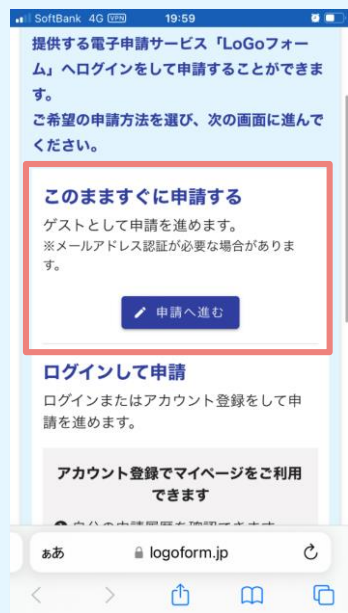 SoftBank 4G VPN 19:59
提供する電子申請サービス「LoGoフォー
ム」へログインをして申請することができま
す。
ご希望の申請方法を選び、次の画面に進んで
ください。
このまますぐに申請する
ゲストとして申請を進めます。
※メールアドレス認証が必要な場合がありま
す。
申請へ進む
ログインして申請
ログインまたはアカウント登録をして申
請を進めます。
アカウント登録でマイページをご利用
できます
ぁあ logoform.jp